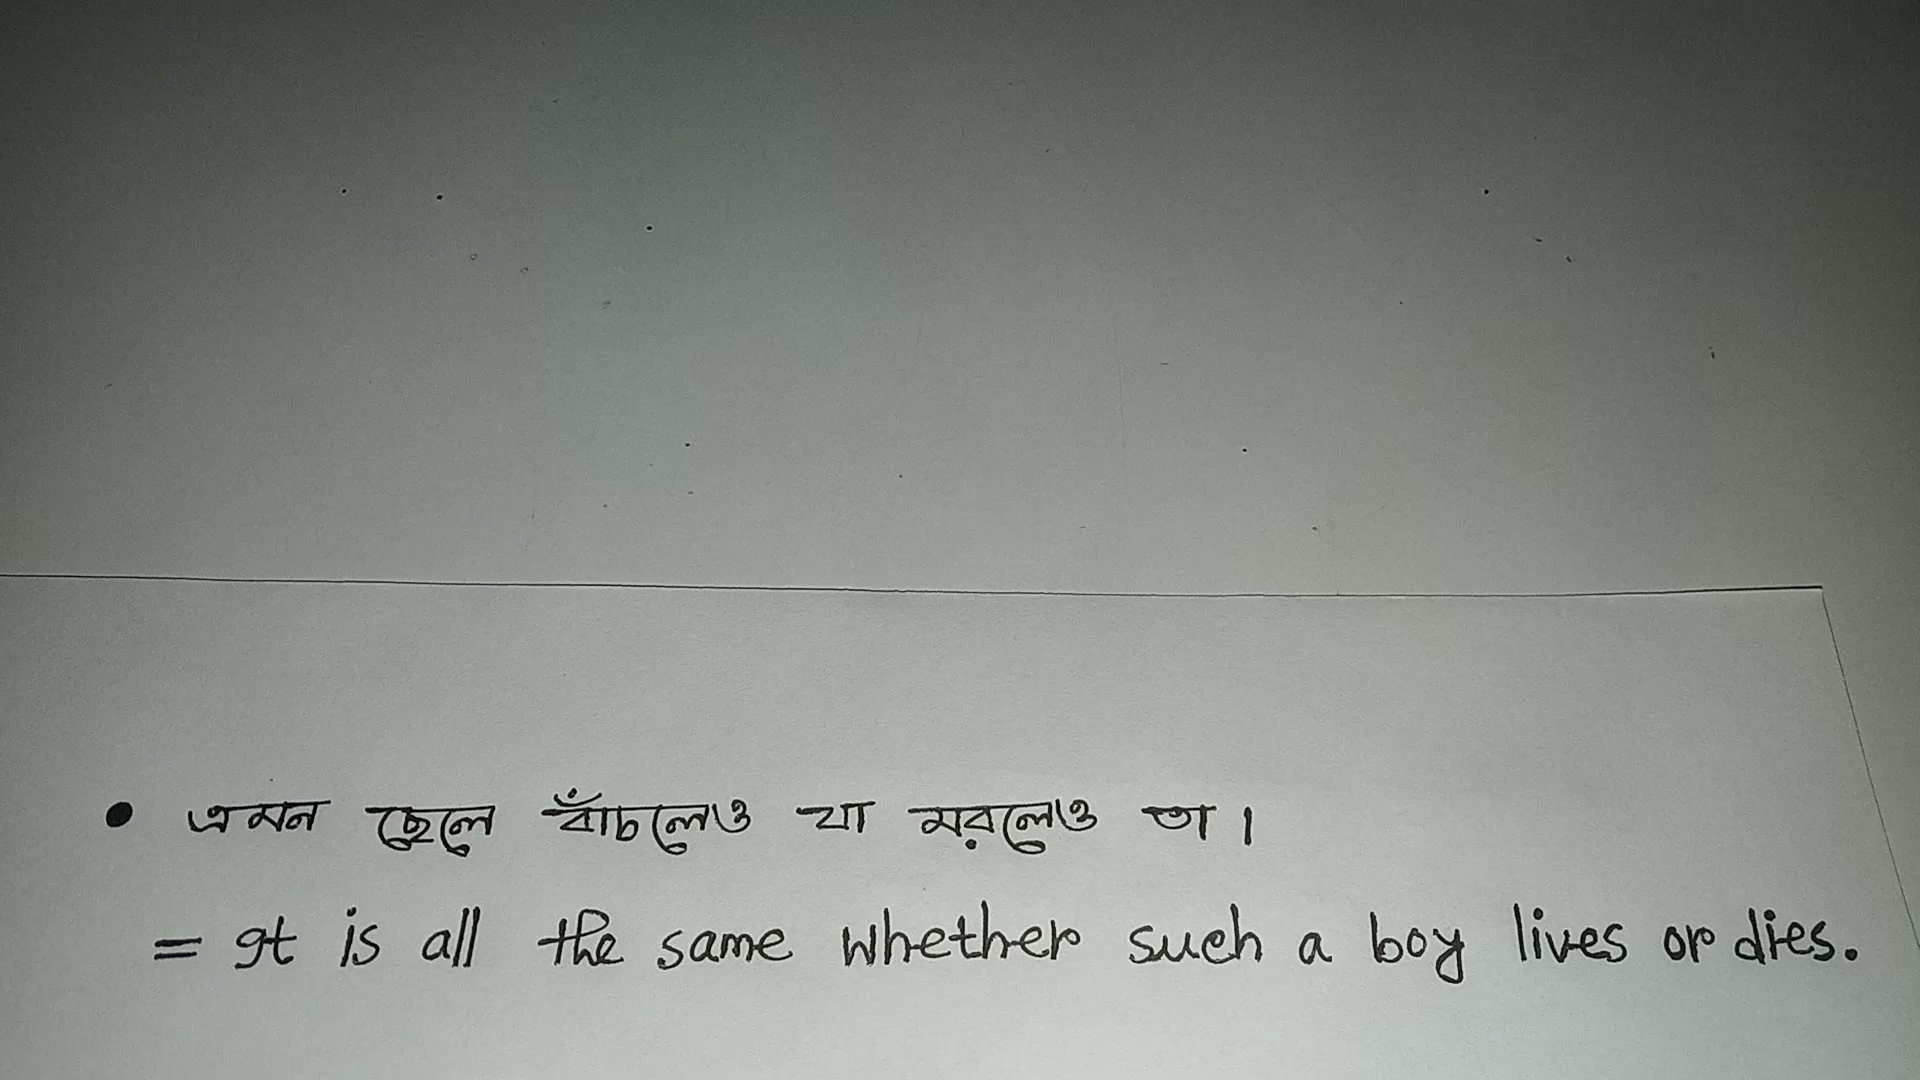 • এমন ছেলে বাঁচলেও যা মরলেও তা।
= It is all the same whether such a boy lives or dies.